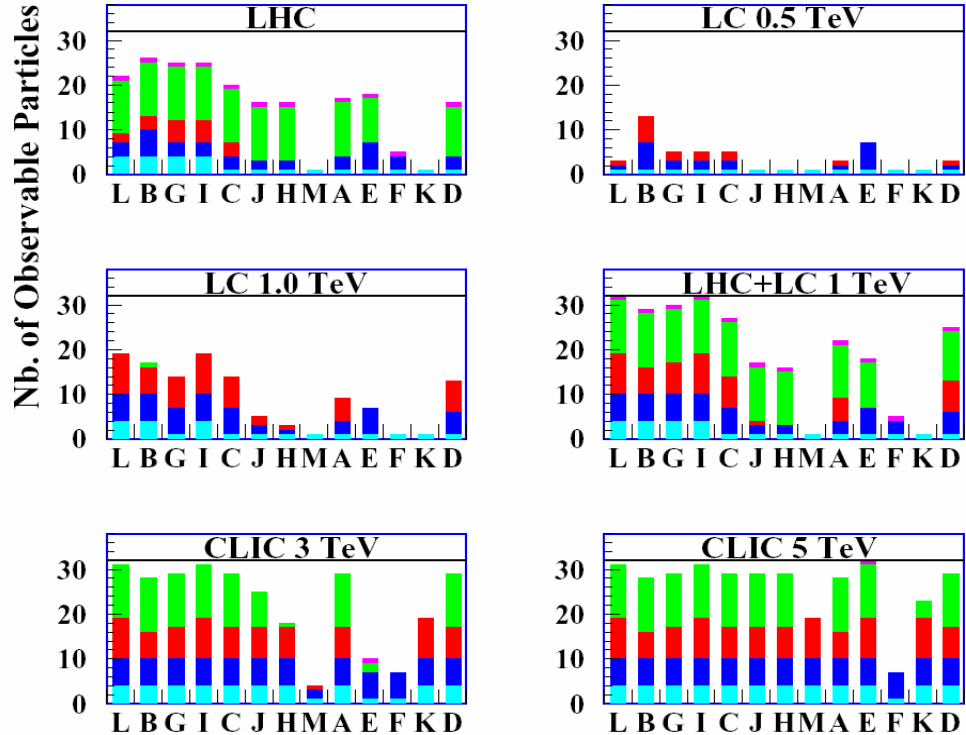 Nb. of Observable Particles
LHC
30
20
10
0
L B G I C J H M A E F K D
LC 0.5 TeV
30
20
10
0
L B G I C J H M A E F K D
LC 1.0 TeV
30
20
10
0
L B G I C J H M A E F K D
LHC+LC 1 TeV
30
20
10
0
L B G I C J H M A E F K D
CLIC 3 TeV
30
20
10
0
L B G I C J H M A E F K D
CLIC 5 TeV
30
20
10
0
L B G I C J H M A E F K D